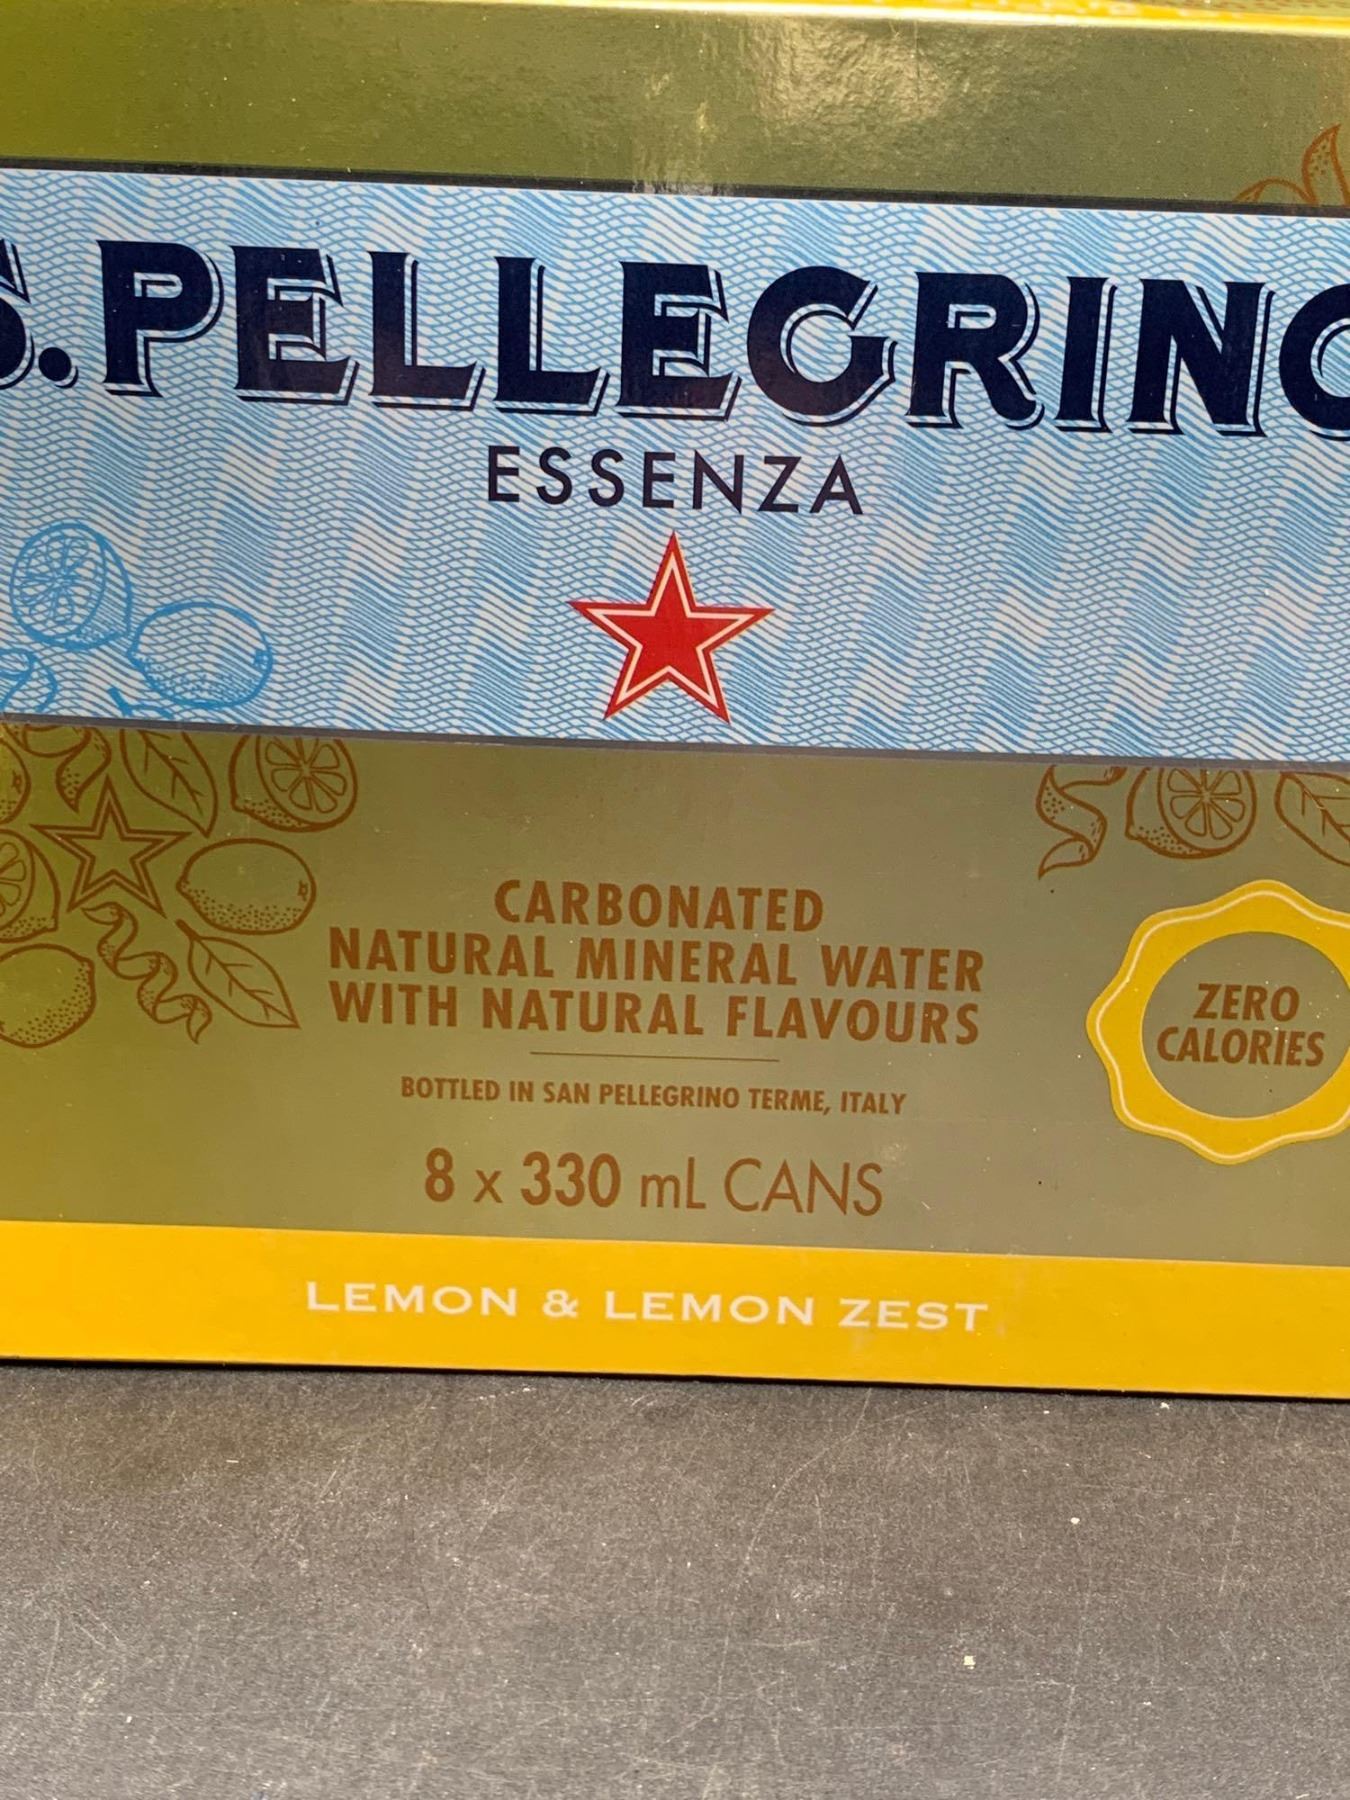 S.PELLEGRINO
ESSENZA
CARBONATED
NATURAL MINERAL WATER
WITH NATURAL FLAVOURS
ZERO
CALORIES
BOTTLED IN SAN PELLEGRINO TERME, ITALY
8 x 330 mL CANS
LEMON & LEMON ZEST